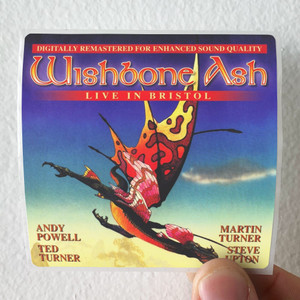 DIGITALLY REMASTERED FOR ENHANCED SOUND QUALITY
Wishbone Ash
LIVE IN BRISTOL
ANDY
POWELL
TED
TURNER
MARTIN
TURNER
STEVE
UPTON